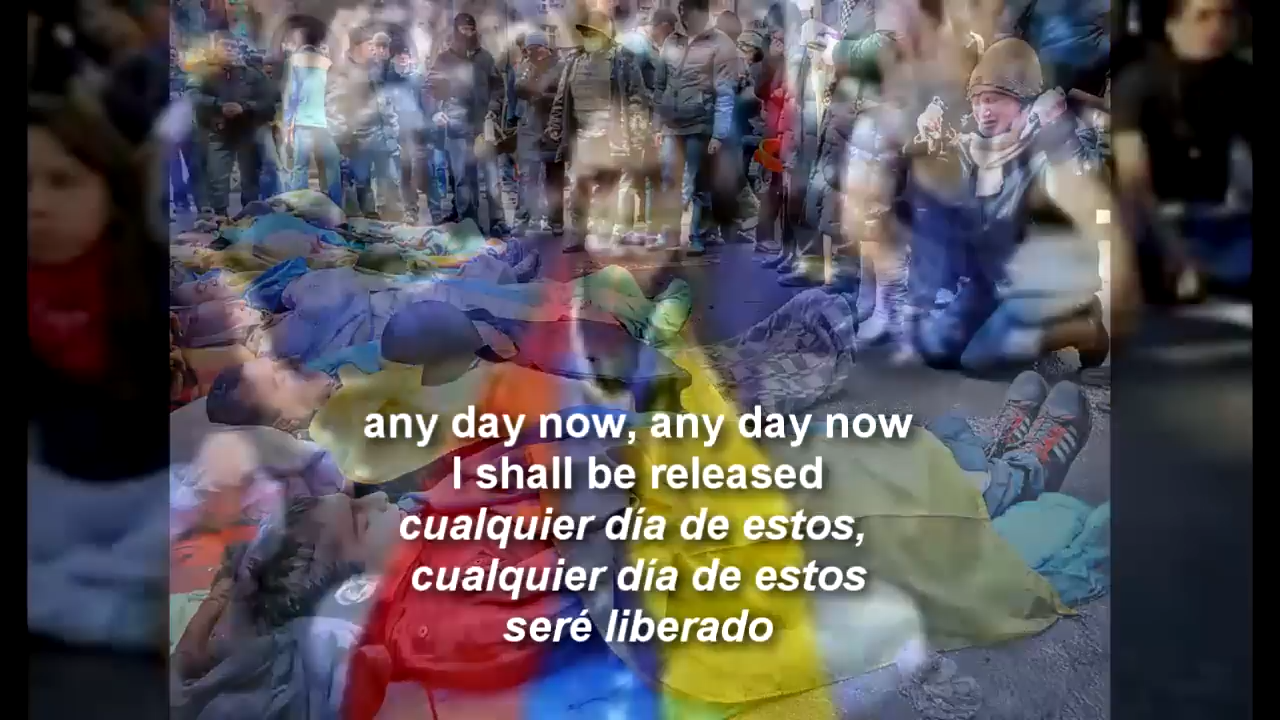 any day now, any day now
I shall be released
cualquier día de estos,
cualquier día de estos
seré liberado